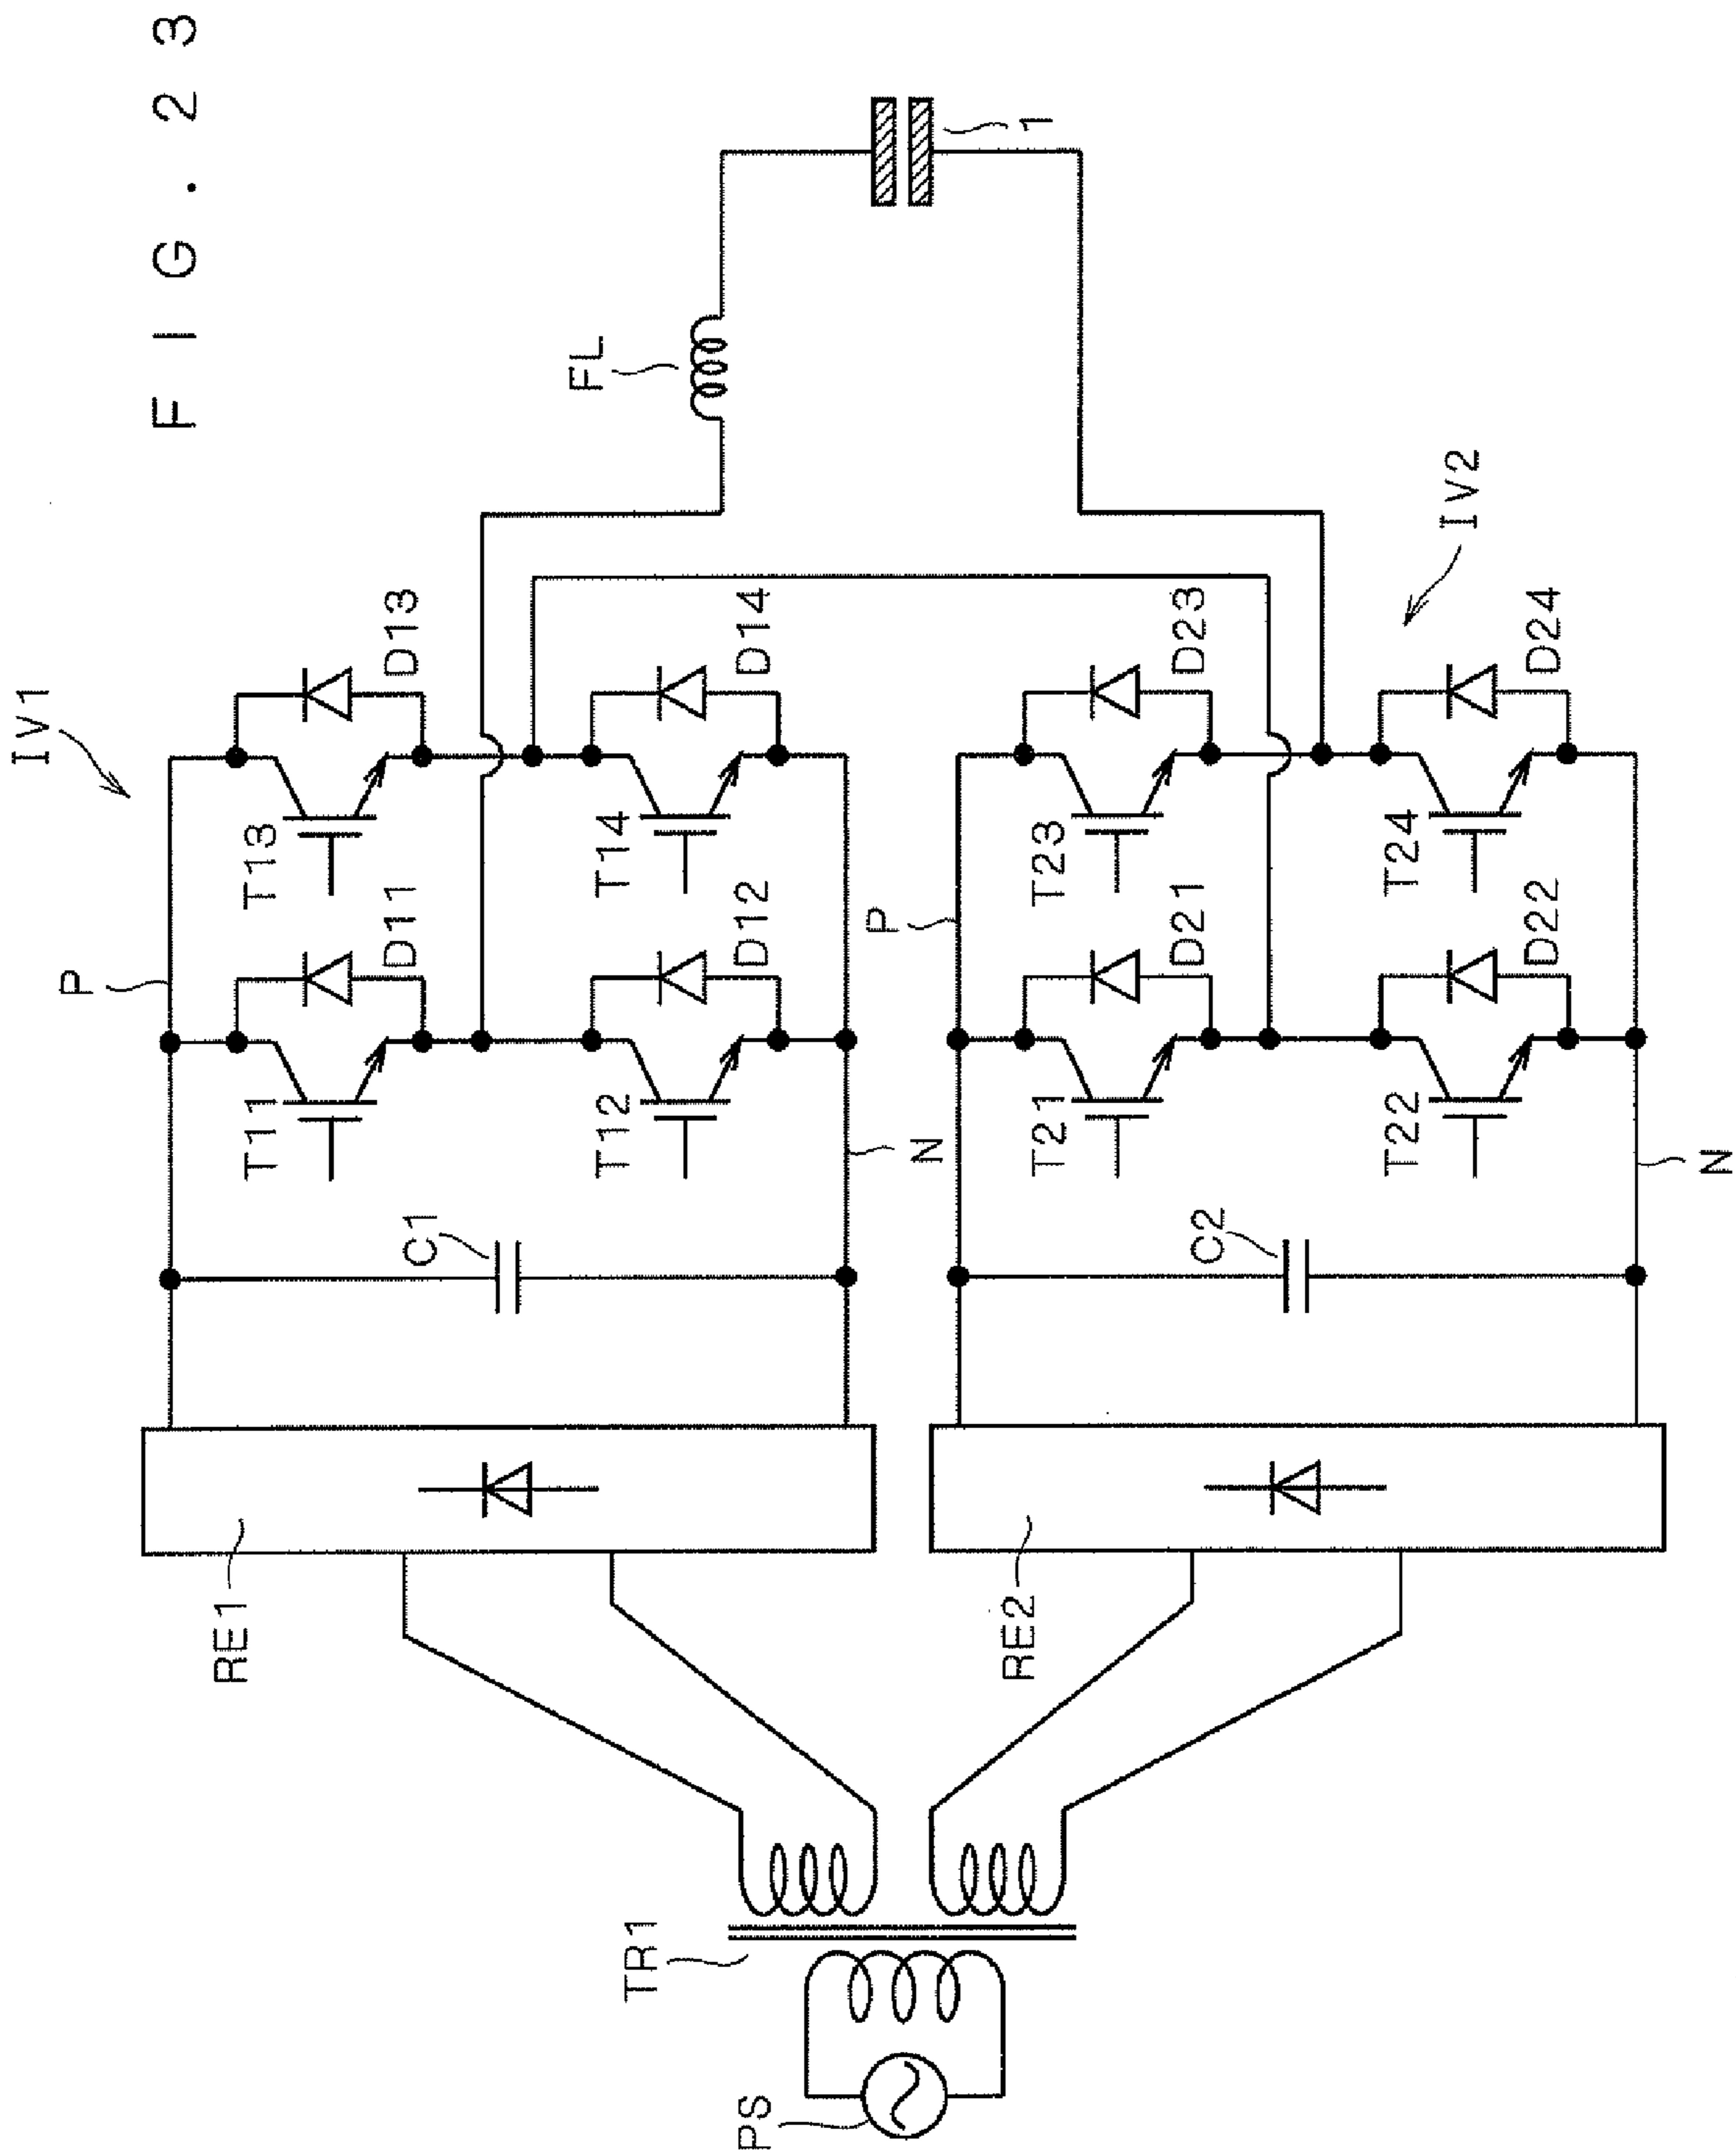 FIG.23
IV1
P
T11
D11
T13
D13
FL
C1
T12
D12
T14
D14
1
N
RE1
TR1
PS
P
T21
D21
T23
D23
C2
T22
D22
T24
D24
IV2
N
RE2